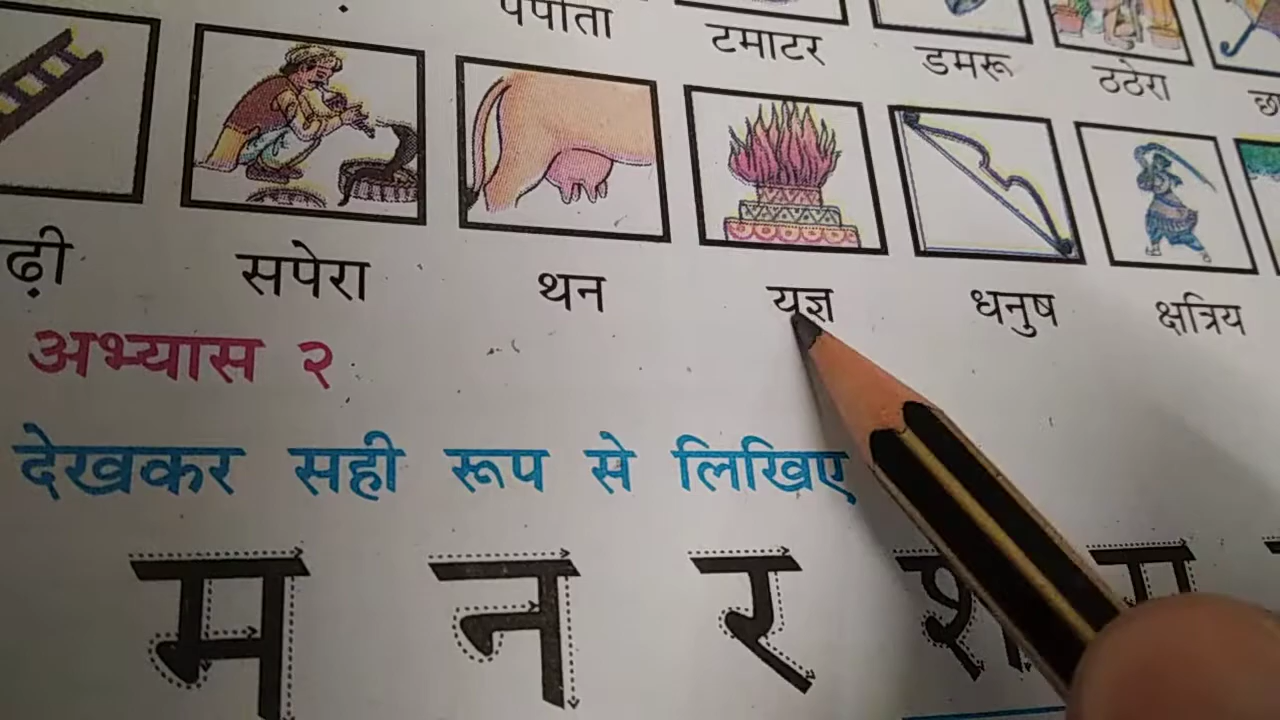 पपीता टमाटर डमरू ठठेरा
ढ़ी सपेरा थन यज्ञ धनुष क्षत्रिय
अभ्यास २
देखकर सही रूप से लिखिए
म न र श